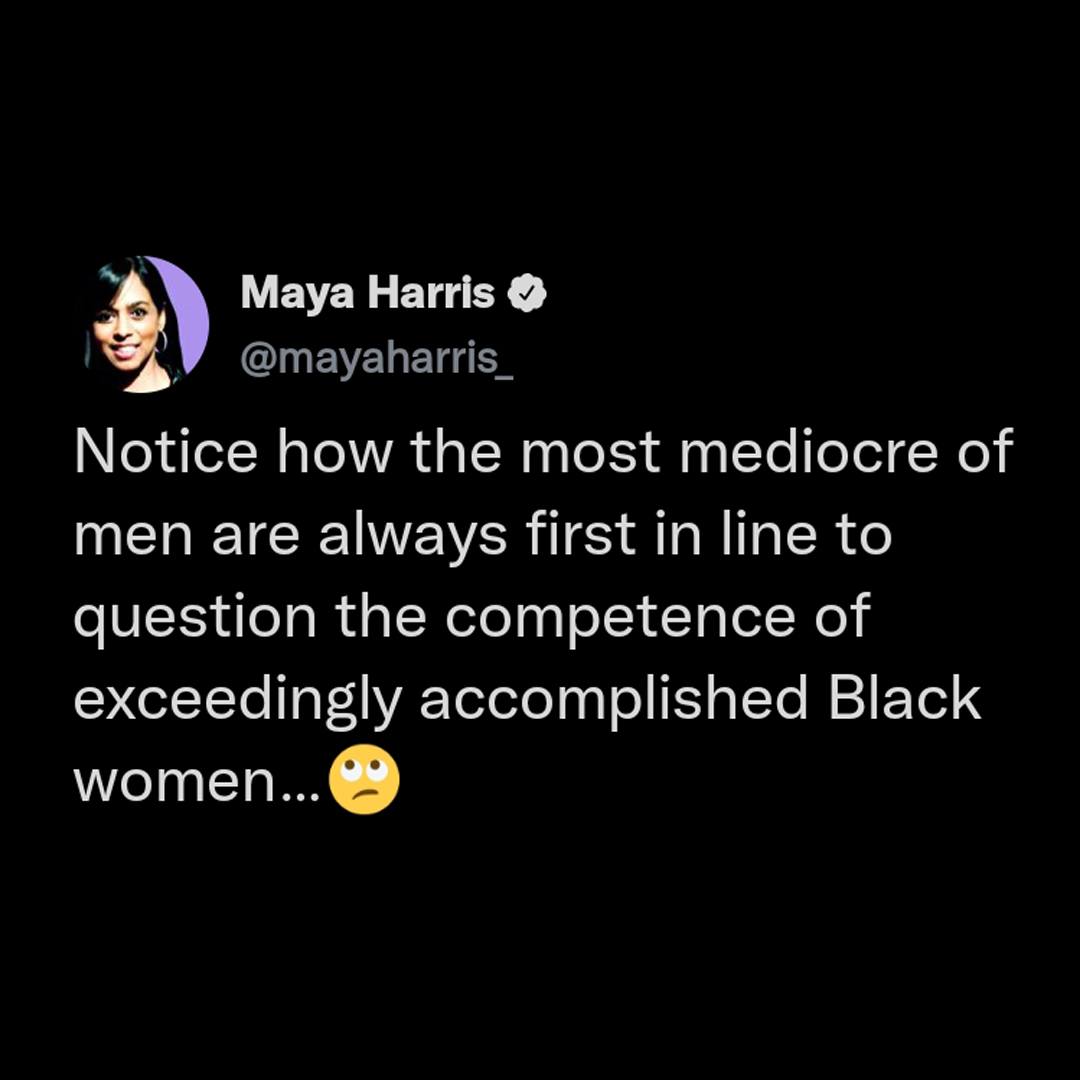 Maya Harris
@mayaharris_
Notice how the most mediocre of
men are always first in line to
question the competence of
exceedingly accomplished Black
women...🙄